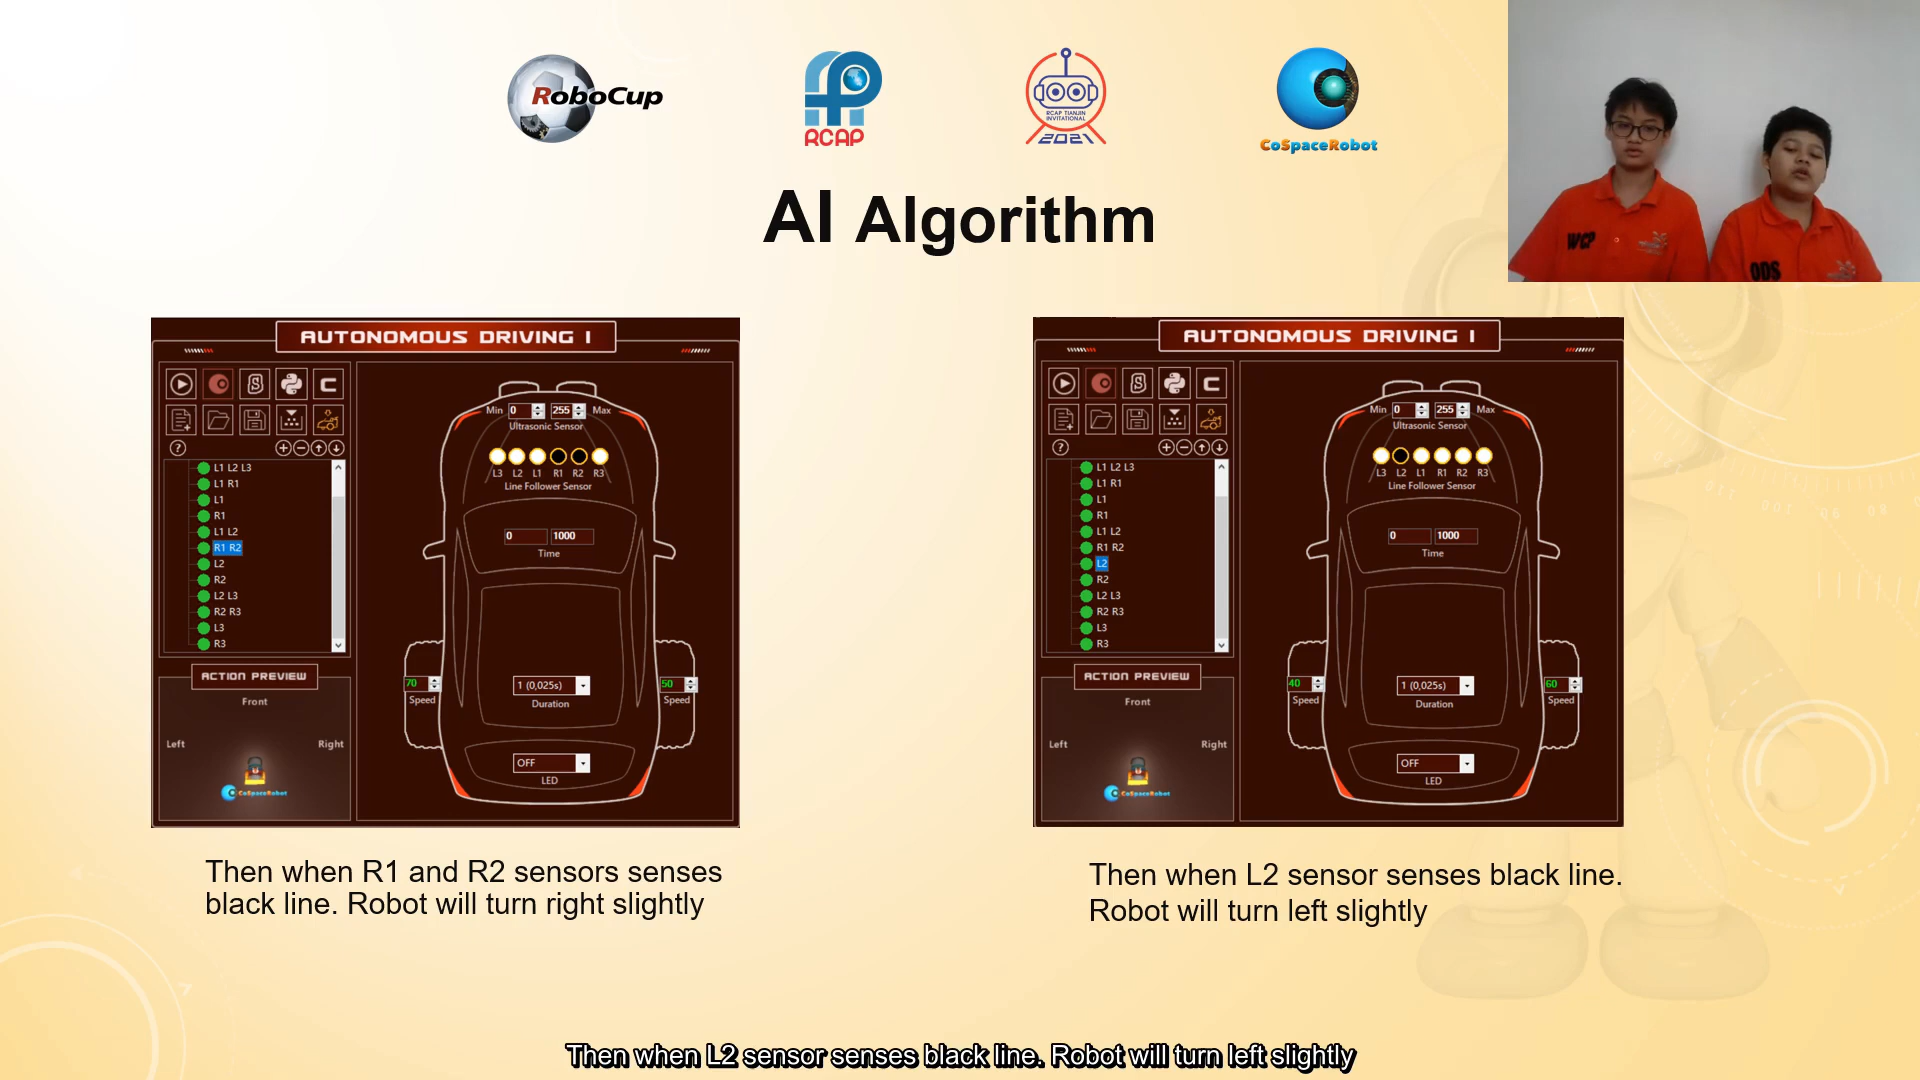 RoboCup
RCAP
RCAP TIANJIN
INVITATIONAL
2021
CoSpaceRobot
WCP
ODS
AI Algorithm
AUTONOMOUS DRIVING I
Min 0 255 Max
Ultrasonic Sensor
L3 L2 L1 R1 R2 R3
Line Follower Sensor
L1 L2 L3
L1 R1
L1
R1
L1 L2
R1 R2
L2
R2
L2 L3
R2 R3
L3
R3
0 1000
Time
ACTION PREVIEW
Front
Left Right
CoSpaceRobot
70
Speed
1 (0,025s)
Duration
50
Speed
OFF
LED
AUTONOMOUS DRIVING I
Min 0 255 Max
Ultrasonic Sensor
L3 L2 L1 R1 R2 R3
Line Follower Sensor
L1 L2 L3
L1 R1
L1
R1
L1 L2
R1 R2
L2
R2
L2 L3
R2 R3
L3
R3
0 1000
Time
ACTION PREVIEW
Front
Left Right
CoSpaceRobot
40
Speed
1 (0,025s)
Duration
60
Speed
OFF
LED
Then when R1 and R2 sensors senses
black line. Robot will turn right slightly
Then when L2 sensor senses black line.
Robot will turn left slightly
Then when L2 sensor senses black line. Robot will turn left slightly